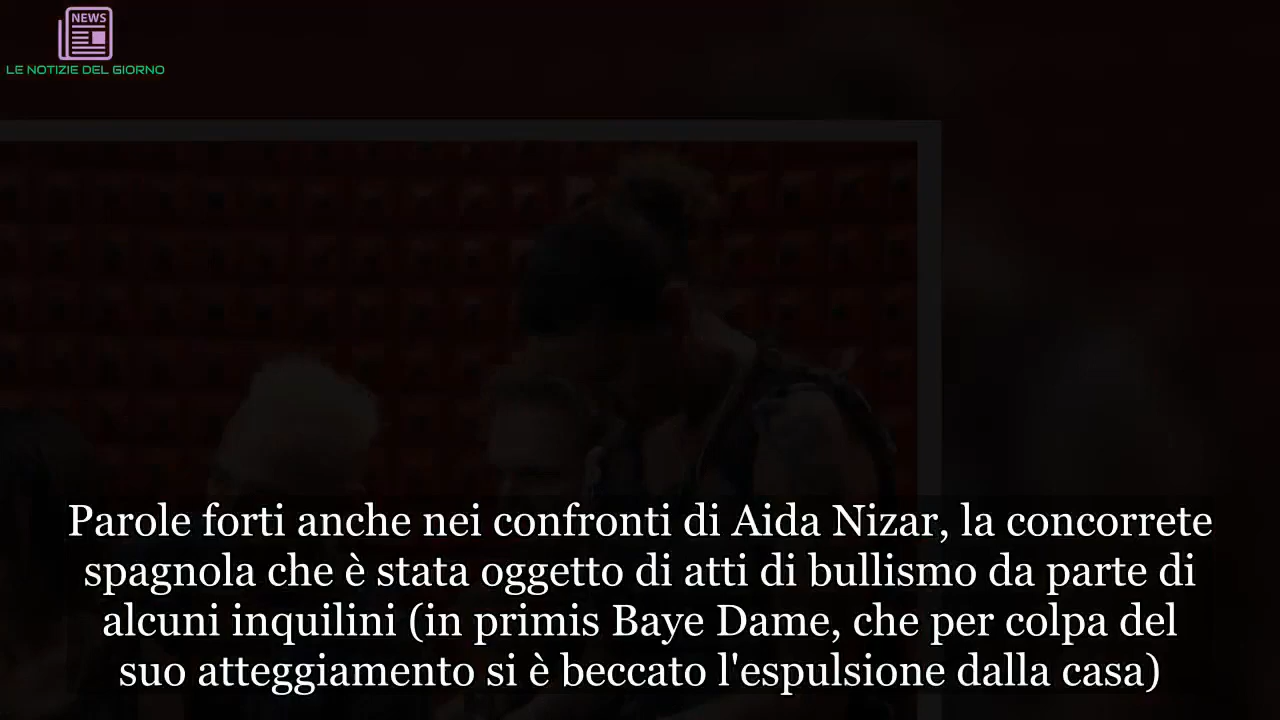 NEWS
LE NOTIZIE DEL GIORNO
Parole forti anche nei confronti di Aida Nizar, la concorrete
spagnola che è stata oggetto di atti di bullismo da parte di
alcuni inquilini (in primis Baye Dame, che per colpa del
suo atteggiamento si è beccato l'espulsione dalla casa)